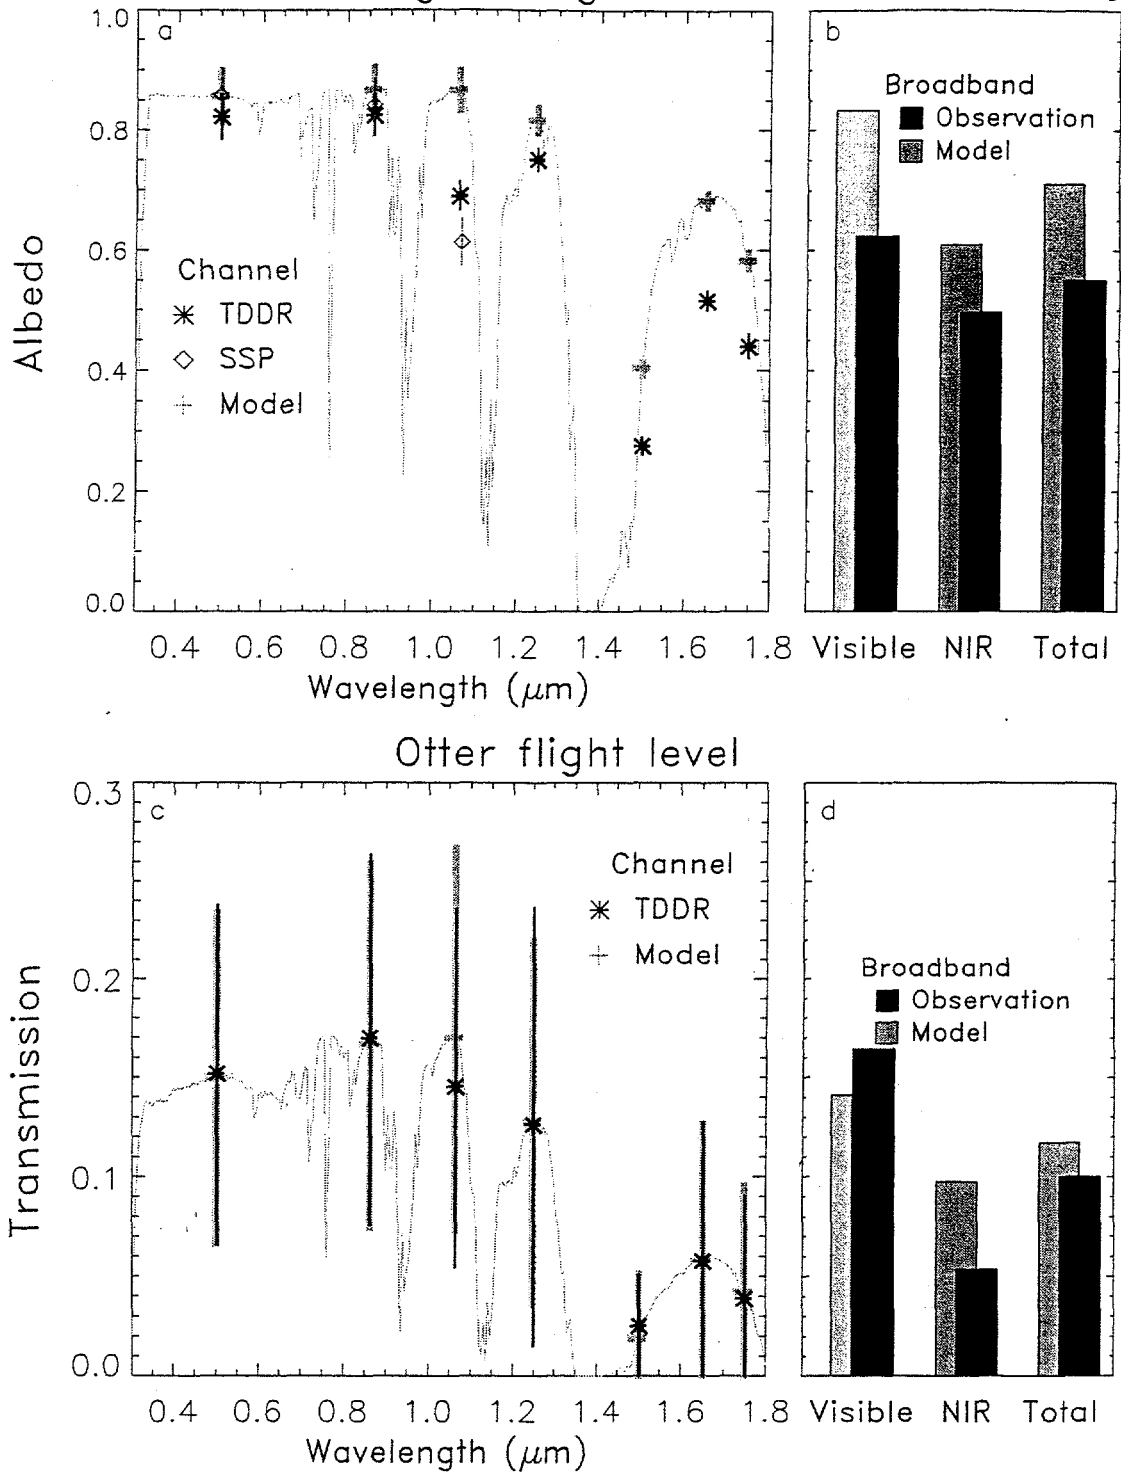 1.0
0.8
0.6
0.4
0.2
0.0
Albedo
a
Channel
TDDR
SSP
Model
0.4 0.6 0.8 1.0 1.2 1.4 1.6 1.8
Wavelength (μm)
b
Broadband
Observation
Model
Visible NIR Total
Otter flight level
0.3
0.2
0.1
0.0
Transmission
c
Channel
TDDR
Model
0.4 0.6 0.8 1.0 1.2 1.4 1.6 1.8
Wavelength (μm)
d
Broadband
Observation
Model
Visible NIR Total